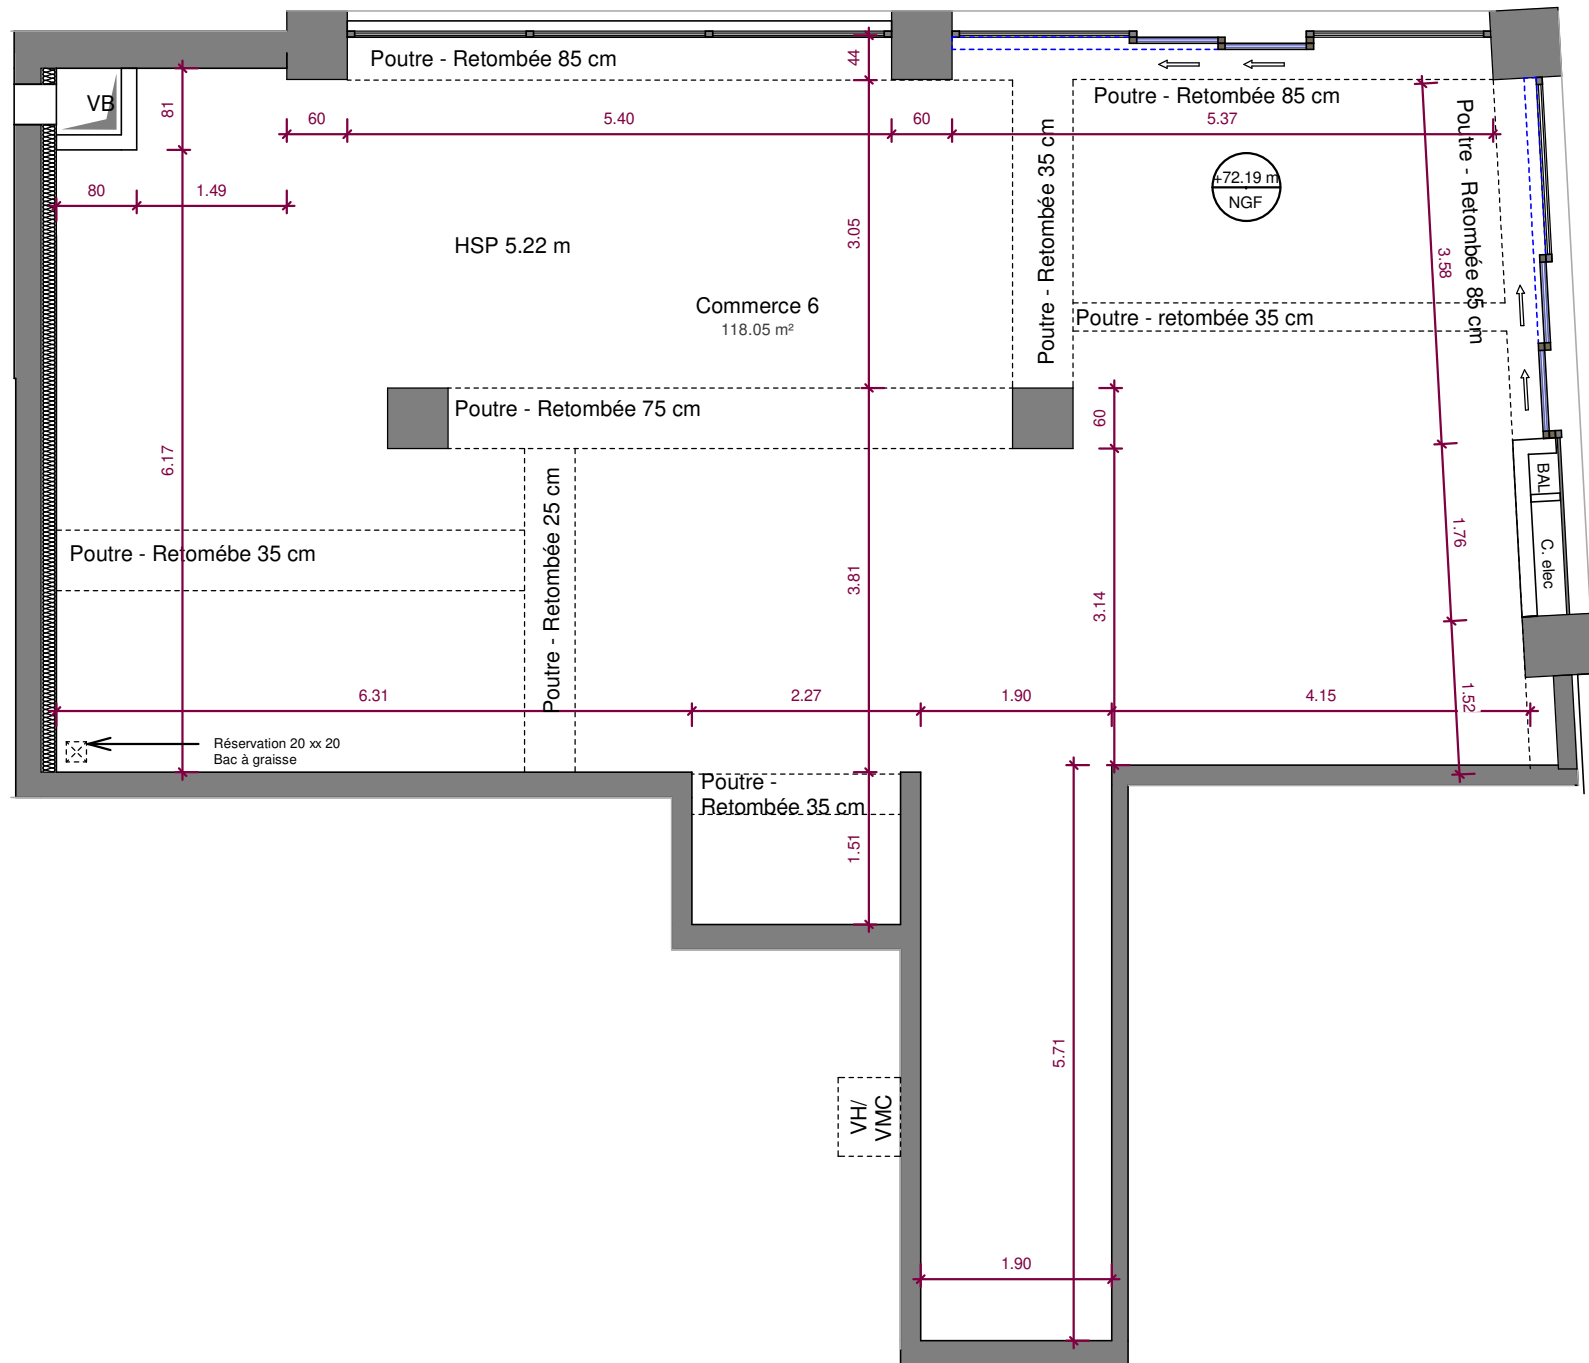 Poutre - Retombée 85 cm
44
VB
81
60
5.40
60
Poutre - Retombée 85 cm
5.37
Poutre - Retombée 85 cm
Poutre - Retombée 35 cm
+72.19 m
NGF
80
1.49
3.05
HSP 5.22 m
3.58
Commerce 6
118.05 m²
Poutre - retombée 35 cm
Poutre - Retombée 75 cm
60
6.17
BAL
Poutre - Retombée 25 cm
1.76
Poutre - Retomébe 35 cm
C. elec
3.81
3.14
6.31
2.27
1.90
4.15
1.52
Réservation 20 xx 20
Bac à graisse
Poutre -
Retombée 35 cm
1.51
5.71
VH/
VMC
1.90